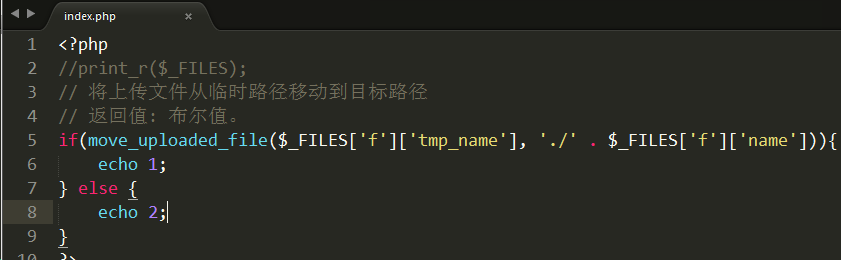 index.php ×
1 <?php
2 //print_r($_FILES);
3 // 将上传文件从临时路径移动到目标路径
4 // 返回值: 布尔值。
5 if(move_uploaded_file($_FILES['f']['tmp_name'], './' . $_FILES['f']['name'])){
6     echo 1;
7 } else {
8     echo 2;
9 }
10 ?>